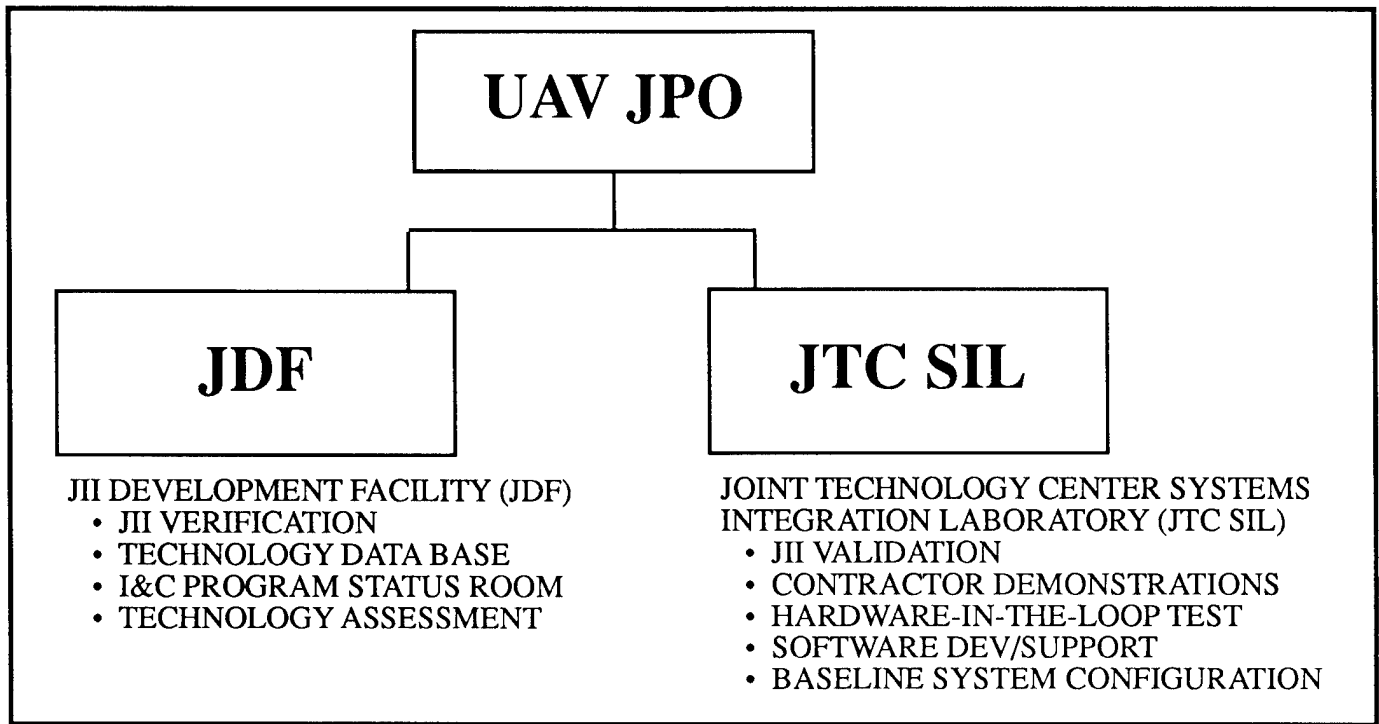 UAV JPO
JDF
JTC SIL
JII DEVELOPMENT FACILITY (JDF)
• JII VERIFICATION
• TECHNOLOGY DATA BASE
• I&C PROGRAM STATUS ROOM
• TECHNOLOGY ASSESSMENT
JOINT TECHNOLOGY CENTER SYSTEMS
INTEGRATION LABORATORY (JTC SIL)
• JII VALIDATION
• CONTRACTOR DEMONSTRATIONS
• HARDWARE-IN-THE-LOOP TEST
• SOFTWARE DEV/SUPPORT
• BASELINE SYSTEM CONFIGURATION